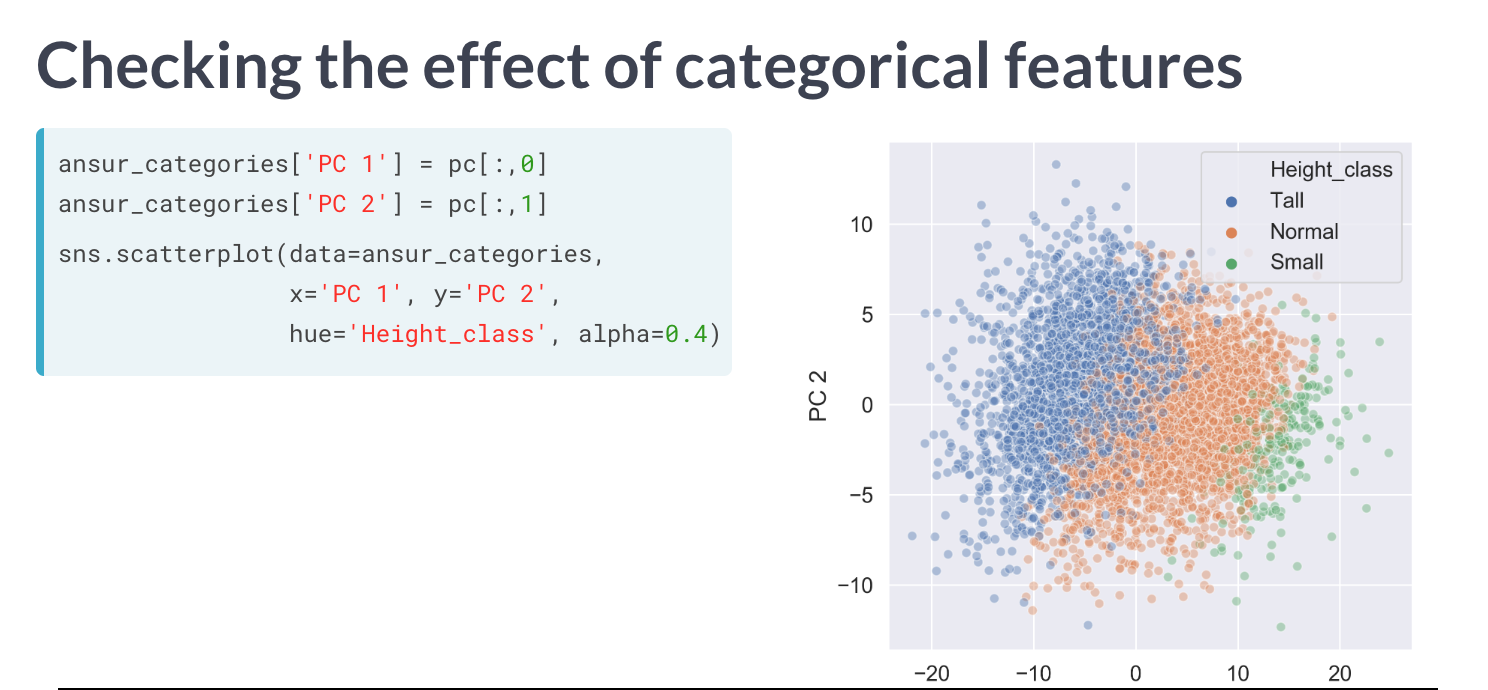 Checking the effect of categorical features
ansur_categories['PC 1'] = pc[:,0]
ansur_categories['PC 2'] = pc[:,1]
sns.scatterplot(data=ansur_categories,
x='PC 1', y='PC 2',
hue='Height_class', alpha=0.4)
Height_class
Tall
Normal
Small
10
5
0
−5
−10
PC 2
−20 −10 0 10 20